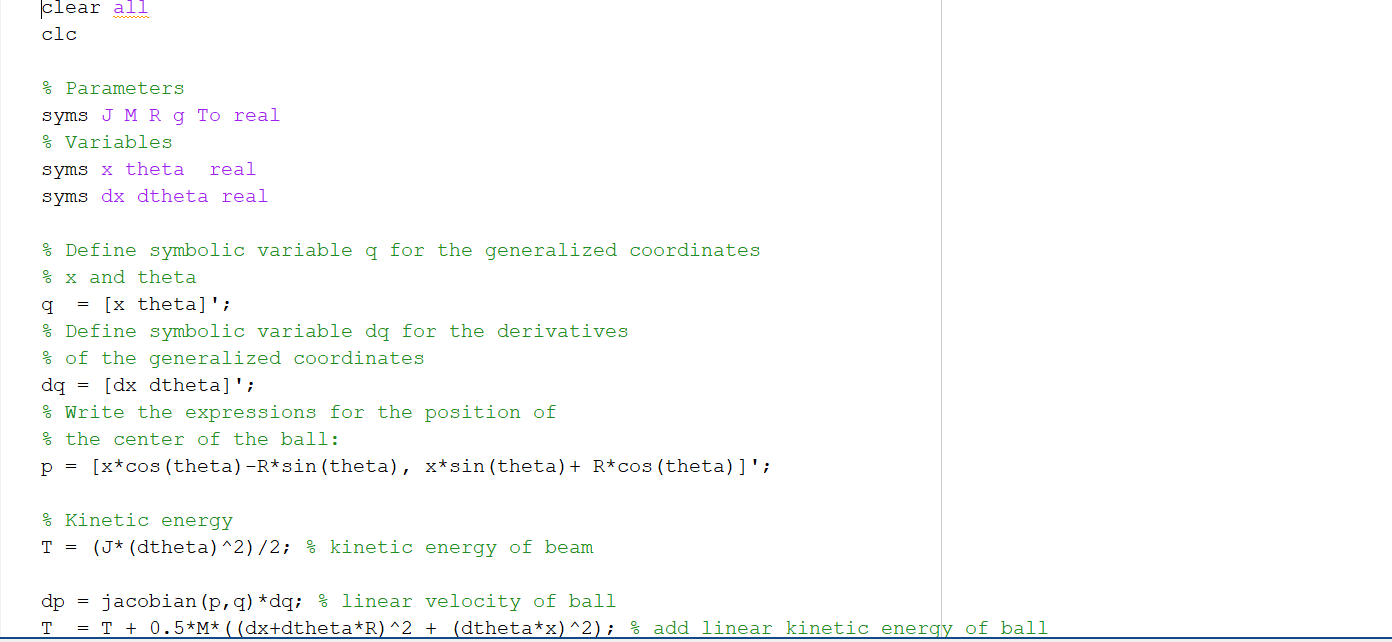 clear all
clc
% Parameters
syms J M R g To real
% Variables
syms x theta  real
syms dx dtheta real
% Define symbolic variable q for the generalized coordinates
% x and theta
q  = [x theta]';
% Define symbolic variable dq for the derivatives
% of the generalized coordinates
dq = [dx dtheta]';
% Write the expressions for the position of
% the center of the ball:
p = [x*cos(theta)-R*sin(theta), x*sin(theta)+ R*cos(theta)]';
% Kinetic energy
T = (J*(dtheta)^2)/2; % kinetic energy of beam
dp = jacobian(p,q)*dq; % linear velocity of ball
T  = T + 0.5*M*((dx+dtheta*R)^2 + (dtheta*x)^2); % add linear kinetic energy of ball